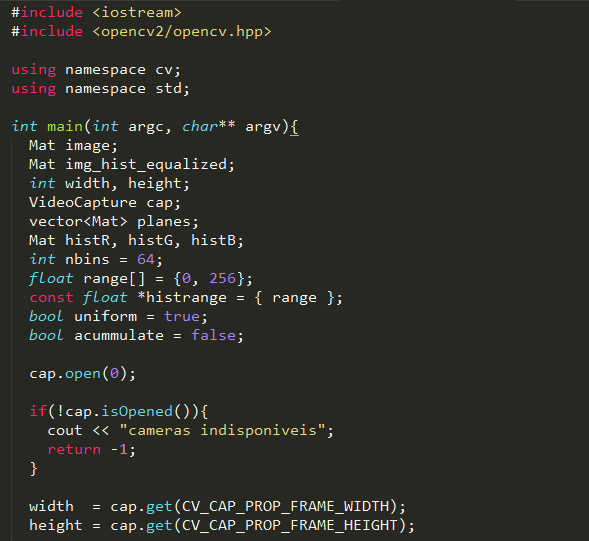 #include <iostream>
#include <opencv2/opencv.hpp>

using namespace cv;
using namespace std;

int main(int argc, char** argv){
  Mat image;
  Mat img_hist_equalized;
  int width, height;
  VideoCapture cap;
  vector<Mat> planes;
  Mat histR, histG, histB;
  int nbins = 64;
  float range[] = {0, 256};
  const float *histrange = { range };
  bool uniform = true;
  bool acummulate = false;

  cap.open(0);

  if(!cap.isOpened()){
    cout << "cameras indisponiveis";
    return -1;
  }

  width  = cap.get(CV_CAP_PROP_FRAME_WIDTH);
  height = cap.get(CV_CAP_PROP_FRAME_HEIGHT);